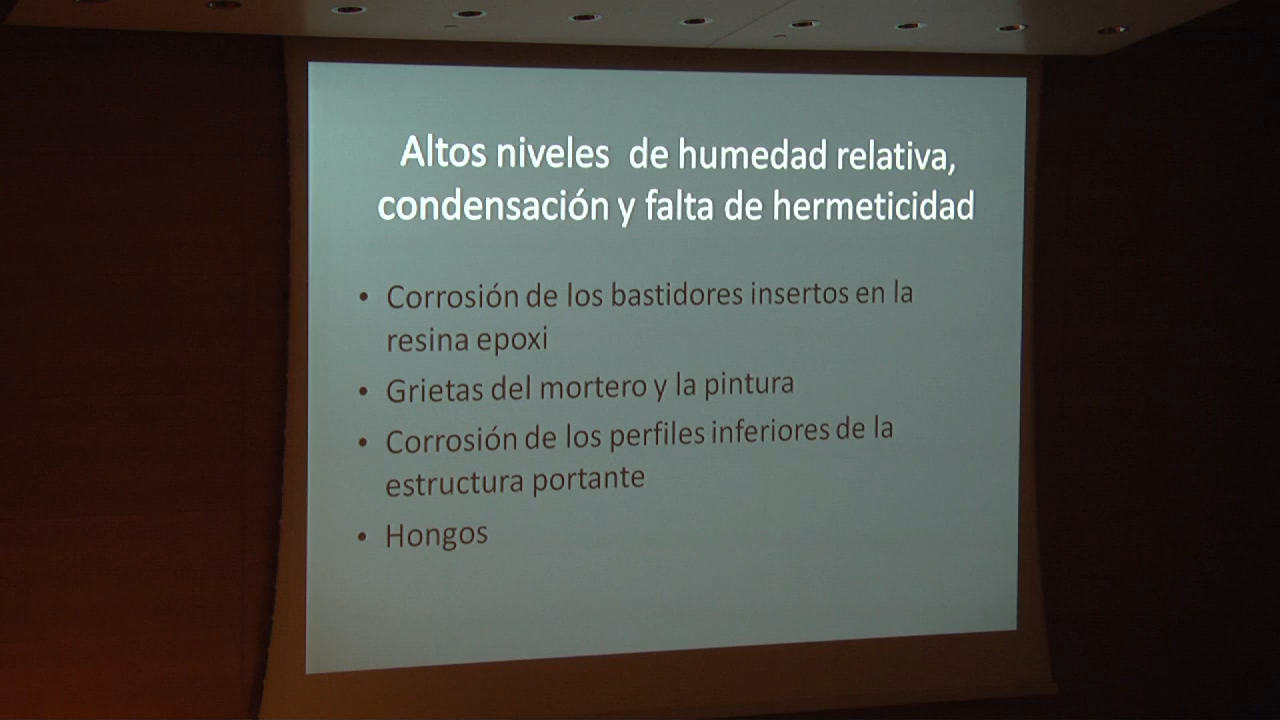 Altos niveles  de humedad relativa,
condensación y falta de hermeticidad
• Corrosión de los bastidores insertos en la
resina epoxi
• Grietas del mortero y la pintura
• Corrosión de los perfiles inferiores de la
estructura portante
• Hongos